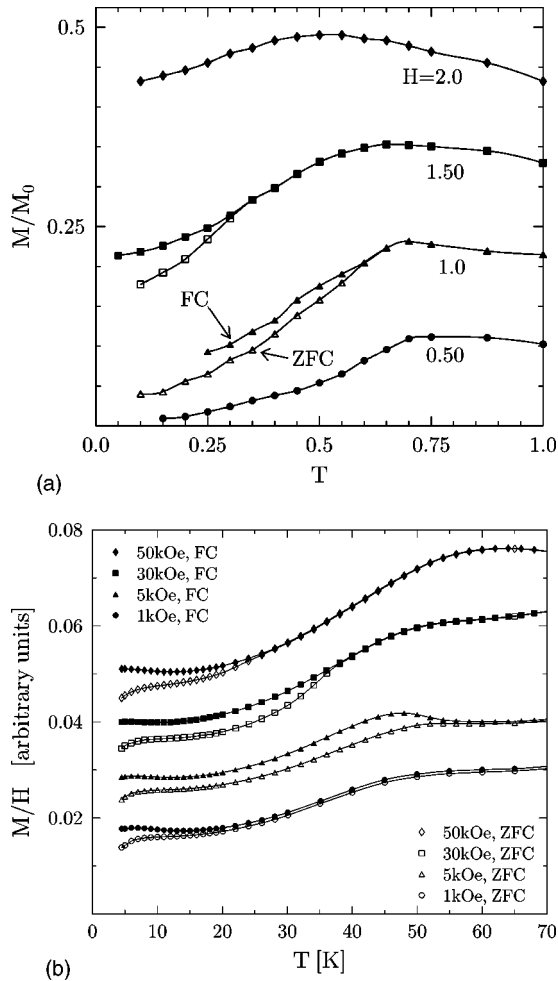 0.5
H=2.0
1.50
M/M0
0.25
1.0
FC
ZFC
0.50
0.0 0.25 0.5 0.75 1.0
T
(a)
0.08
50kOe, FC
30kOe, FC
5kOe, FC
1kOe, FC
0.06
M/H [arbitrary units]
0.04
0.02
50kOe, ZFC
30kOe, ZFC
5kOe, ZFC
1kOe, ZFC
0 10 20 30 40 50 60 70
T [K]
(b)